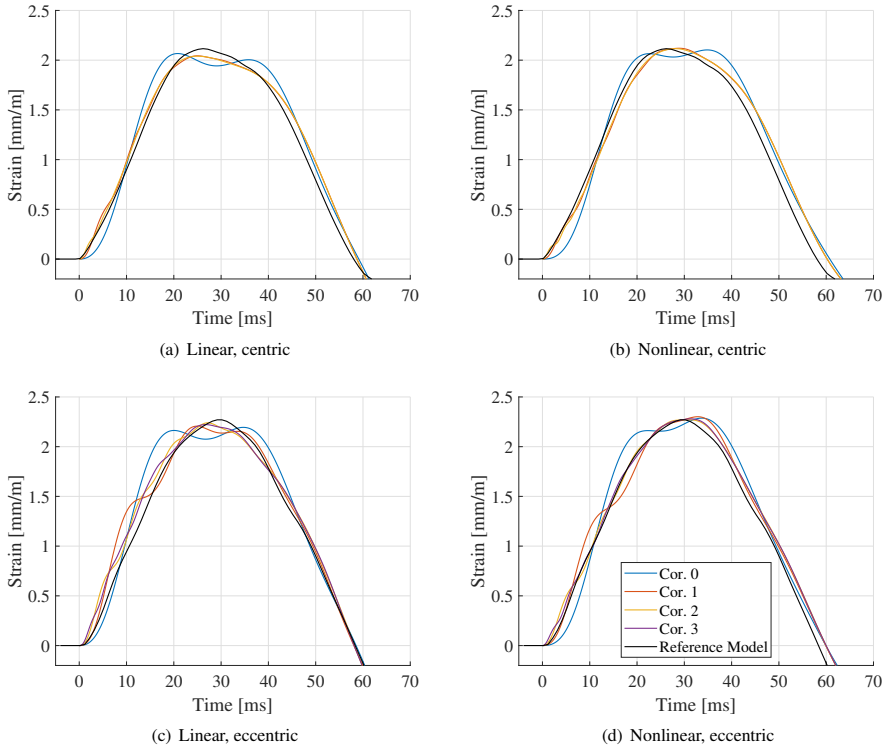 2.5
2
1.5
1
0.5
0
Strain [mm/m]
0 10 20 30 40 50 60 70
Time [ms]
(a) Linear, centric
2.5
2
1.5
1
0.5
0
Strain [mm/m]
0 10 20 30 40 50 60 70
Time [ms]
(b) Nonlinear, centric
2.5
2
1.5
1
0.5
0
Strain [mm/m]
0 10 20 30 40 50 60 70
Time [ms]
(c) Linear, eccentric
2.5
2
1.5
1
0.5
0
Strain [mm/m]
Cor. 0
Cor. 1
Cor. 2
Cor. 3
Reference Model
0 10 20 30 40 50 60 70
Time [ms]
(d) Nonlinear, eccentric